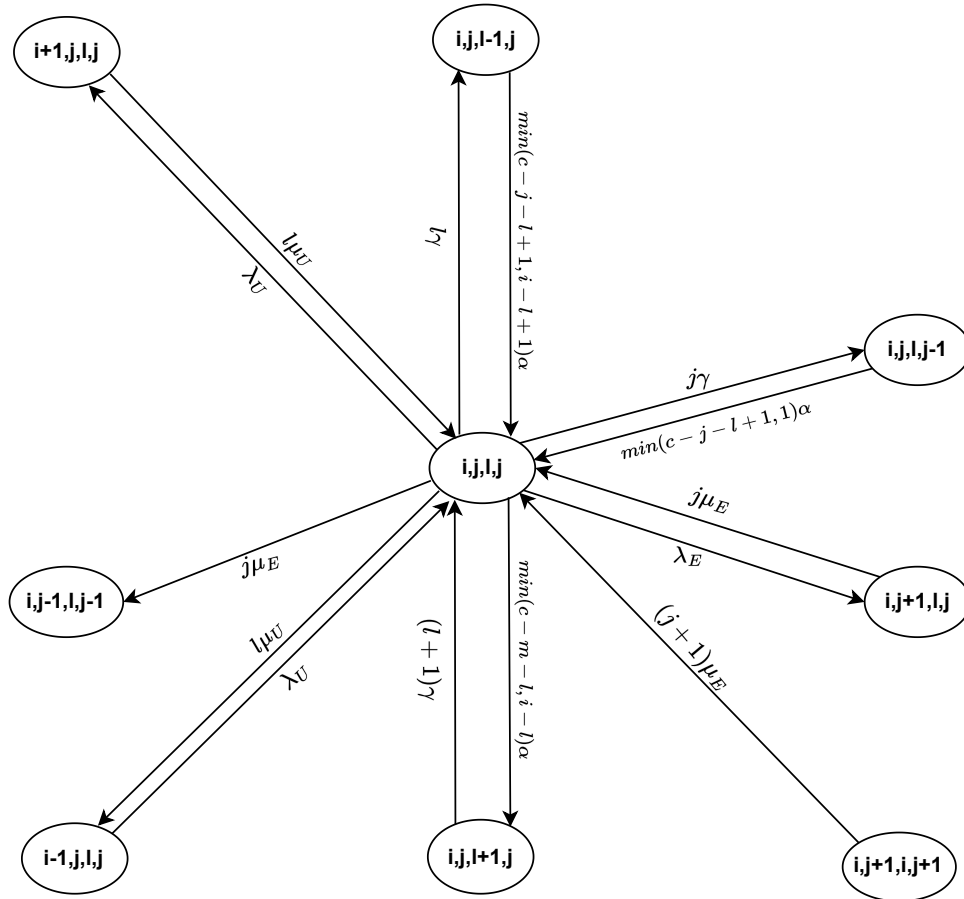 i+1,j,l,j
i,j,l-1,j
lμ_U
λ_U
lγ
min(c − j − l + 1, i − l + 1)α
i,j,l,j-1
jγ
min(c − j − l + 1, 1)α
i,j,l,j
jμ_E
λ_E
jμ_E
i,j-1,l,j-1
i,j+1,l,j
lμ_U
λ_U
(l + 1)γ
min(c − m − l, i − l)α
(j + 1)μ_E
i-1,j,l,j
i,j,l+1,j
i,j+1,i,j+1